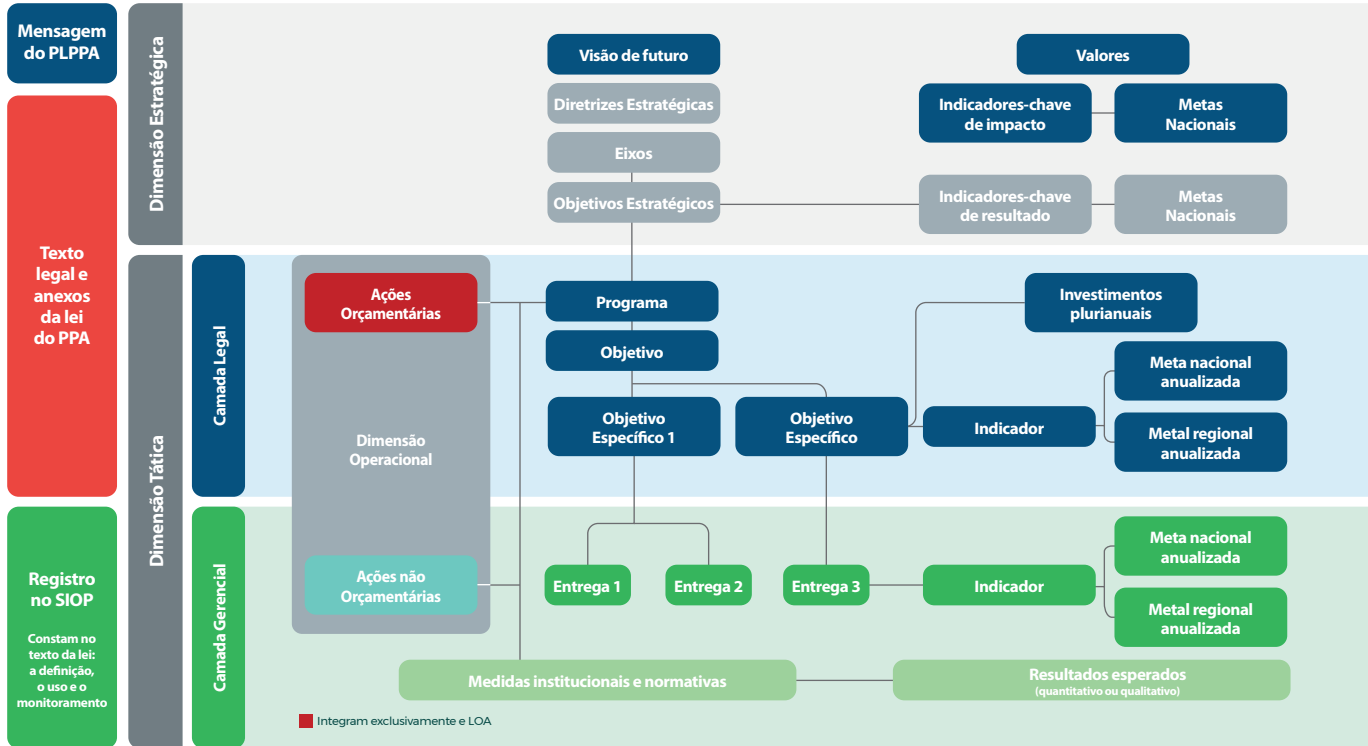 Mensagem
do PLPPA
Texto
legal e
anexos
da lei
do PPA
Registro
no SIOP
Constam no
texto da lei:
a definição,
o uso e o
monitoramento
Dimensão Estratégica
Visão de futuro
Valores
Diretrizes Estratégicas
Indicadores-chave
de impacto
Metas
Nacionais
Eixos
Objetivos Estratégicos
Indicadores-chave
de resultado
Metas
Nacionais
Dimensão Tática
Camada Legal
Ações
Orçamentárias
Dimensão
Operacional
Programa
Investimentos
plurianuais
Objetivo
Objetivo
Específico 1
Objetivo
Específico
Indicador
Meta nacional
anualizada
Metal regional
anualizada
Camada Gerencial
Ações não
Orçamentárias
Entrega 1
Entrega 2
Entrega 3
Indicador
Meta nacional
anualizada
Metal regional
anualizada
Medidas institucionais e normativas
Resultados esperados
(quantitativo ou qualitativo)
Integram exclusivamente e LOA